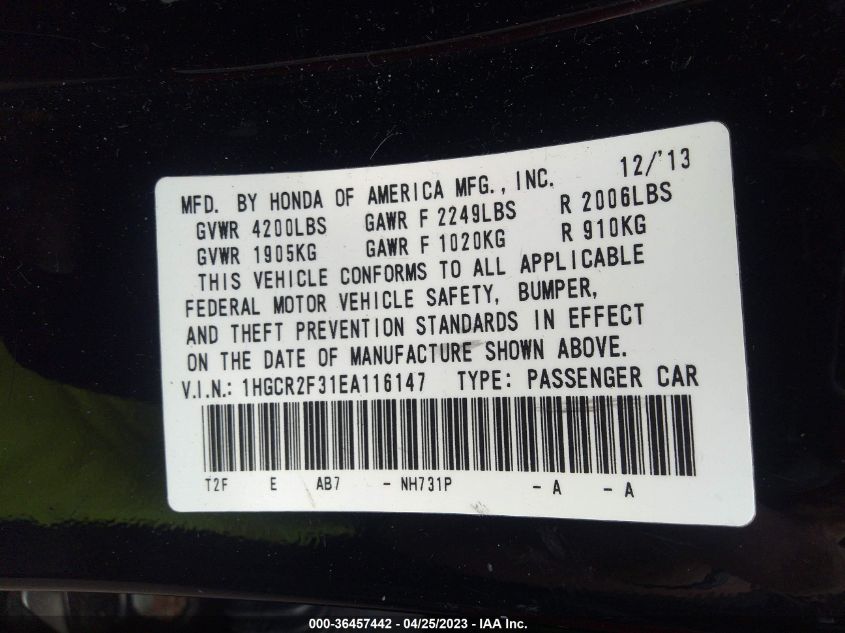 12/'13
MFD. BY HONDA OF AMERICA MFG., INC.
GVWR 4200LBS GAWR F 2249LBS R 2006LBS
GVWR 1905KG GAWR F 1020KG R 910KG
THIS VEHICLE CONFORMS TO ALL APPLICABLE
FEDERAL MOTOR VEHICLE SAFETY, BUMPER,
AND THEFT PREVENTION STANDARDS IN EFFECT
ON THE DATE OF MANUFACTURE SHOWN ABOVE.
V.I.N.: 1HGCR2F31EA116147 TYPE: PASSENGER CAR
T2F E AB7 - NH731P - A - A
000-36457442 - 04/25/2023 - IAA Inc.